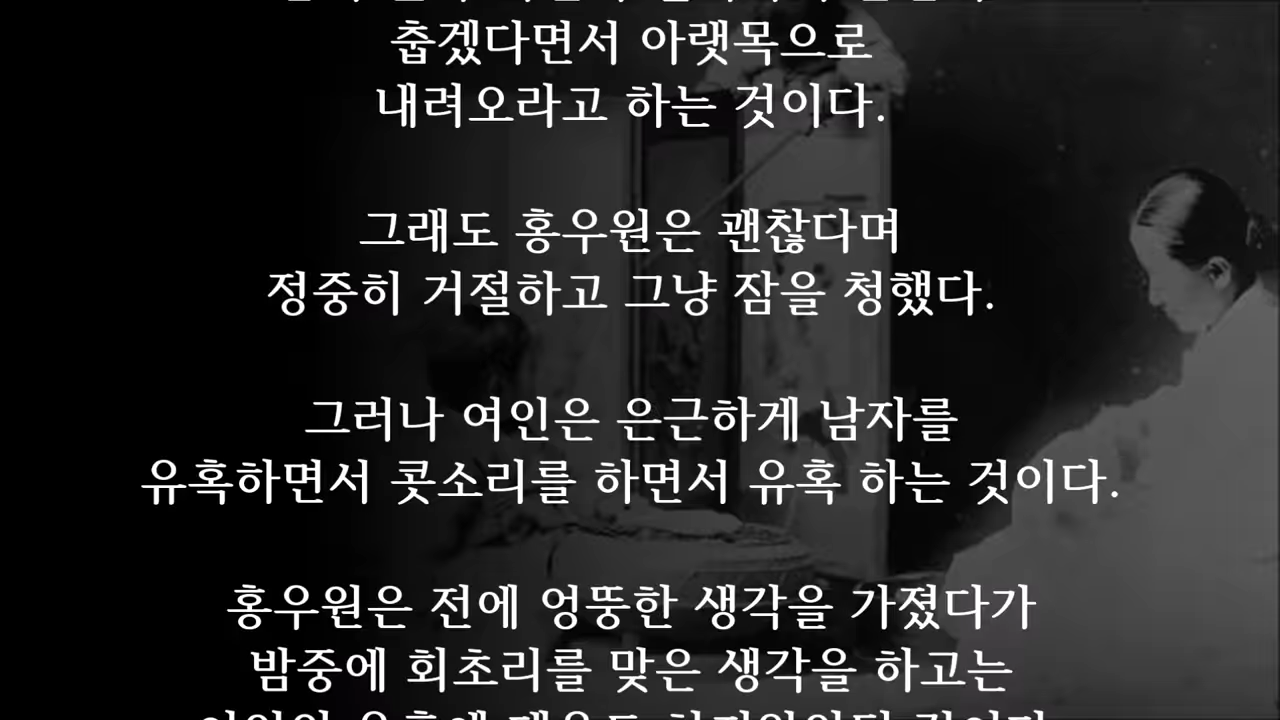 춥겠다면서 아랫목으로
내려오라고 하는 것이다.
그래도 홍우원은 괜찮다며
정중히 거절하고 그냥 잠을 청했다.
그러나 여인은 은근하게 남자를
유혹하면서 콧소리를 하면서 유혹 하는 것이다.
홍우원은 전에 엉뚱한 생각을 가졌다가
밤중에 회초리를 맞은 생각을 하고는